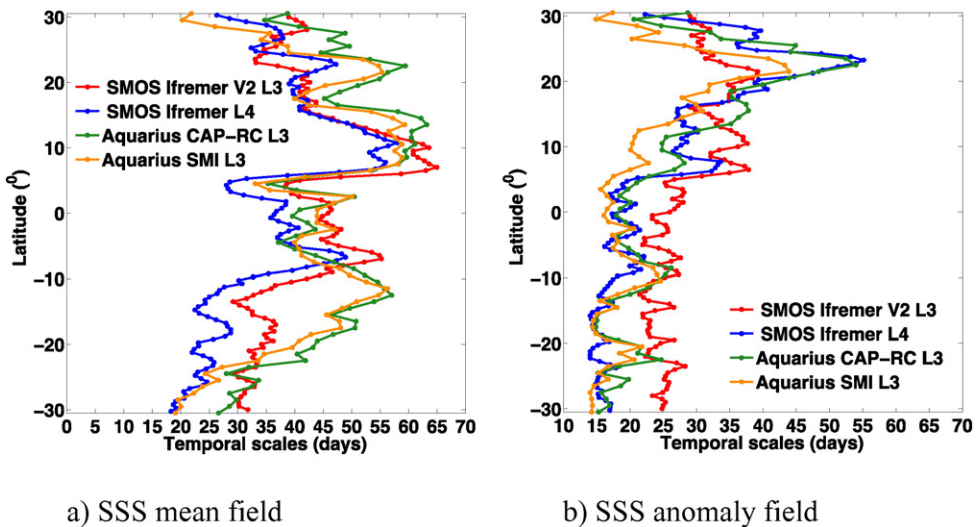 30
20
10
0
−10
−20
−30
Latitude (⁰)
SMOS Ifremer V2 L3
SMOS Ifremer L4
Aquarius CAP−RC L3
Aquarius SMI L3
0 5 10 15 20 25 30 35 40 45 50 55 60 65 70
Temporal scales (days)
a) SSS mean field
30
20
10
0
−10
−20
−30
Latitude (⁰)
SMOS Ifremer V2 L3
SMOS Ifremer L4
Aquarius CAP−RC L3
Aquarius SMI L3
10 15 20 25 30 35 40 45 50 55 60 65 70
Temporal scales (days)
b) SSS anomaly field